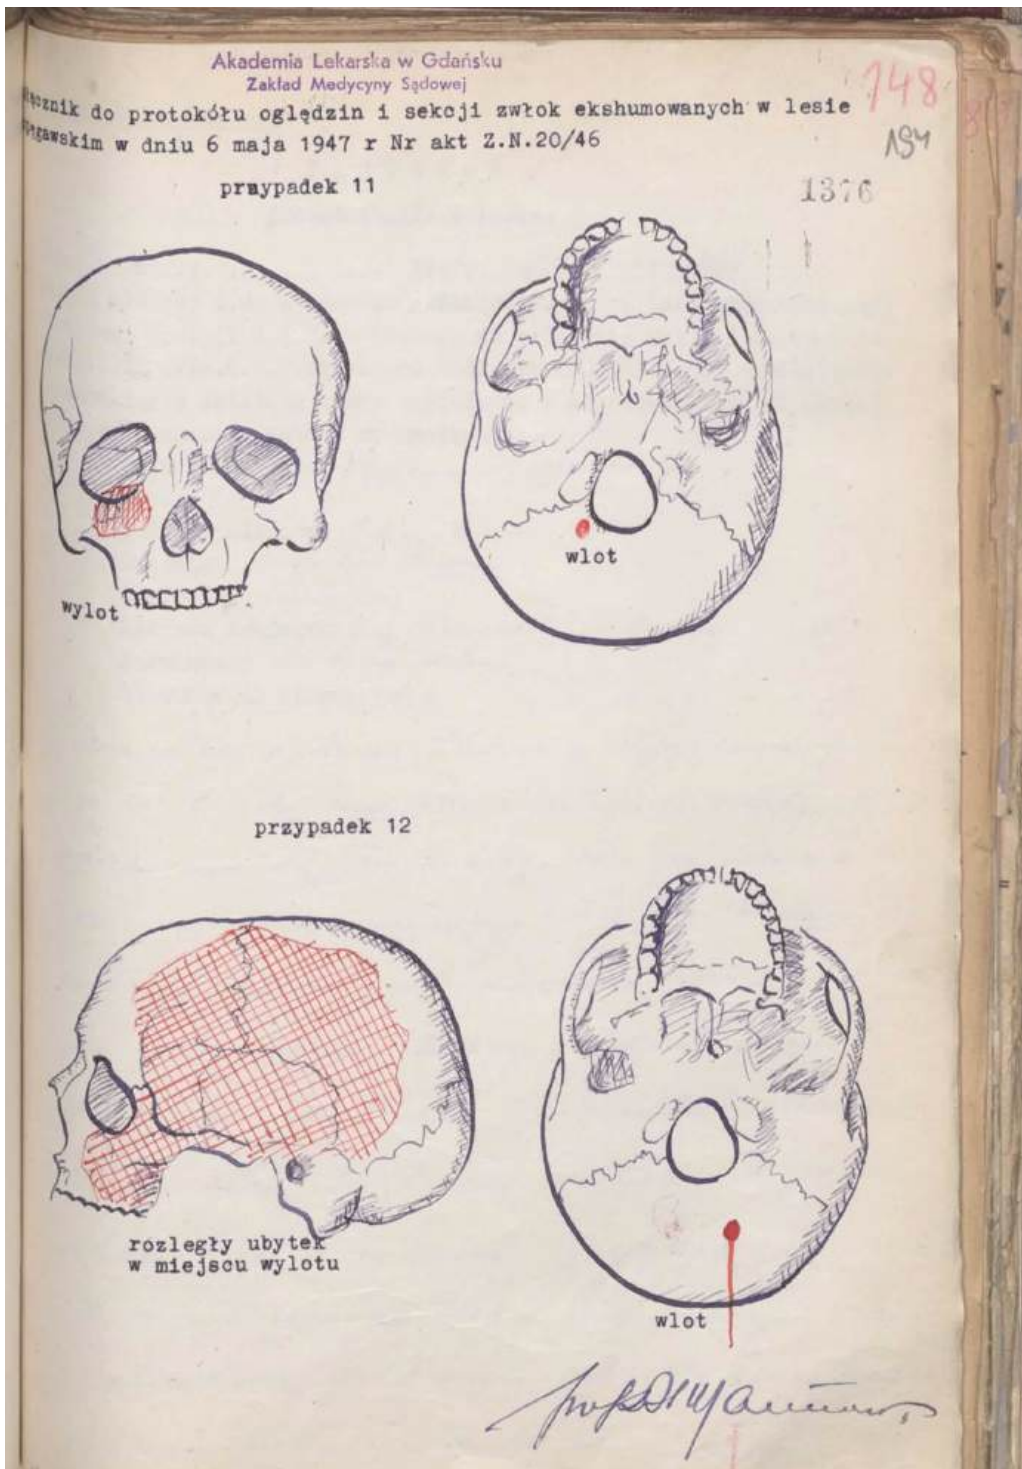 Akademia Lekarska w Gdańsku
Zakład Medycyny Sądowej
do protokółu oględzin i sekcji zwłok ekshumowanych w lesie
w dniu 6 maja 1947 r Nr akt Z.N.20/46
148
194
1376
przypadek 11
wlot
wylot
przypadek 12
rozległy ubytek
w miejscu wylotu
wlot